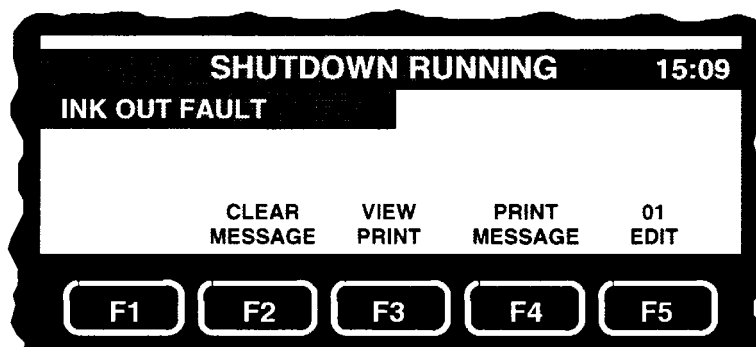 SHUTDOWN RUNNING 15:09
INK OUT FAULT
CLEAR VIEW PRINT 01
MESSAGE PRINT MESSAGE EDIT
F1 F2 F3 F4 F5